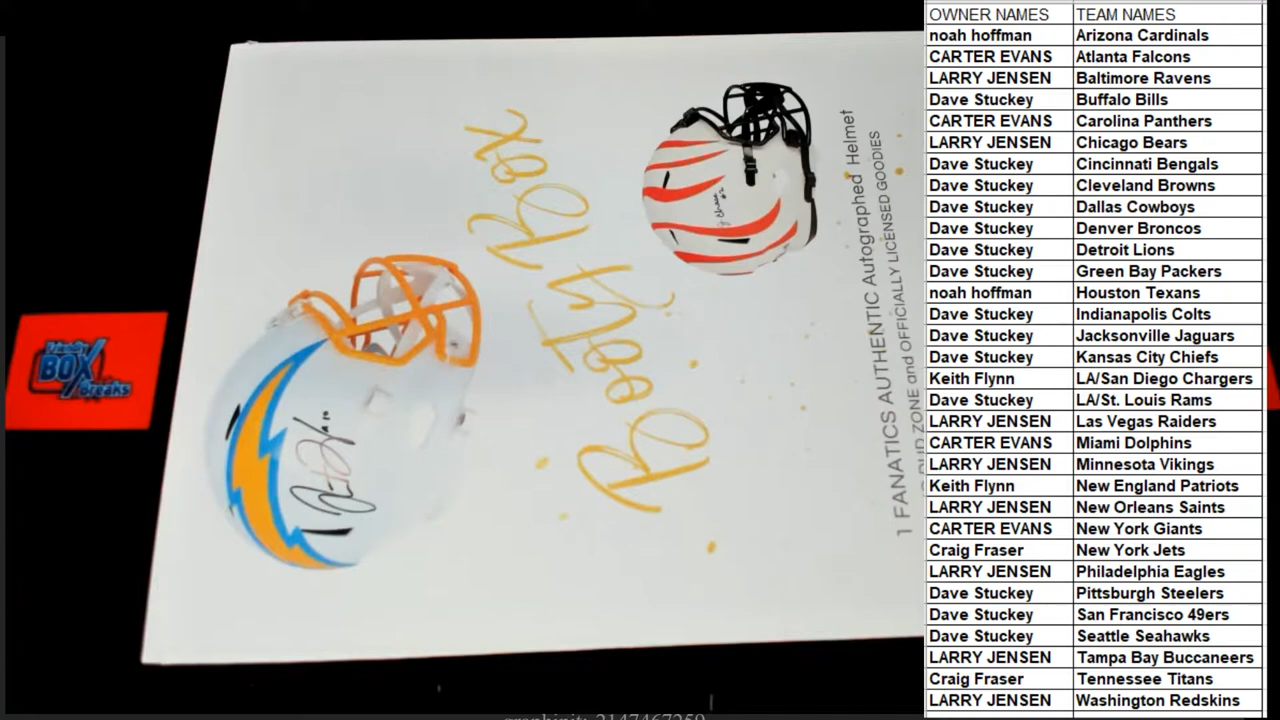 OWNER NAMES TEAM NAMES
noah hoffman Arizona Cardinals
CARTER EVANS Atlanta Falcons
LARRY JENSEN Baltimore Ravens
Dave Stuckey Buffalo Bills
CARTER EVANS Carolina Panthers
LARRY JENSEN Chicago Bears
Dave Stuckey Cincinnati Bengals
Dave Stuckey Cleveland Browns
Dave Stuckey Dallas Cowboys
Dave Stuckey Denver Broncos
Dave Stuckey Detroit Lions
Dave Stuckey Green Bay Packers
noah hoffman Houston Texans
Dave Stuckey Indianapolis Colts
Dave Stuckey Jacksonville Jaguars
Dave Stuckey Kansas City Chiefs
Keith Flynn LA/San Diego Chargers
Dave Stuckey LA/St. Louis Rams
LARRY JENSEN Las Vegas Raiders
CARTER EVANS Miami Dolphins
LARRY JENSEN Minnesota Vikings
Keith Flynn New England Patriots
LARRY JENSEN New Orleans Saints
CARTER EVANS New York Giants
Craig Fraser New York Jets
LARRY JENSEN Philadelphia Eagles
Dave Stuckey Pittsburgh Steelers
Dave Stuckey San Francisco 49ers
Dave Stuckey Seattle Seahawks
LARRY JENSEN Tampa Bay Buccaneers
Craig Fraser Tennessee Titans
LARRY JENSEN Washington Redskins
Booty Box
1 FANATICS AUTHENTIC Autographed Helmet
ZONE and OFFICIALLY LICENSED GOODIES
Friendly
BOX
Breaks